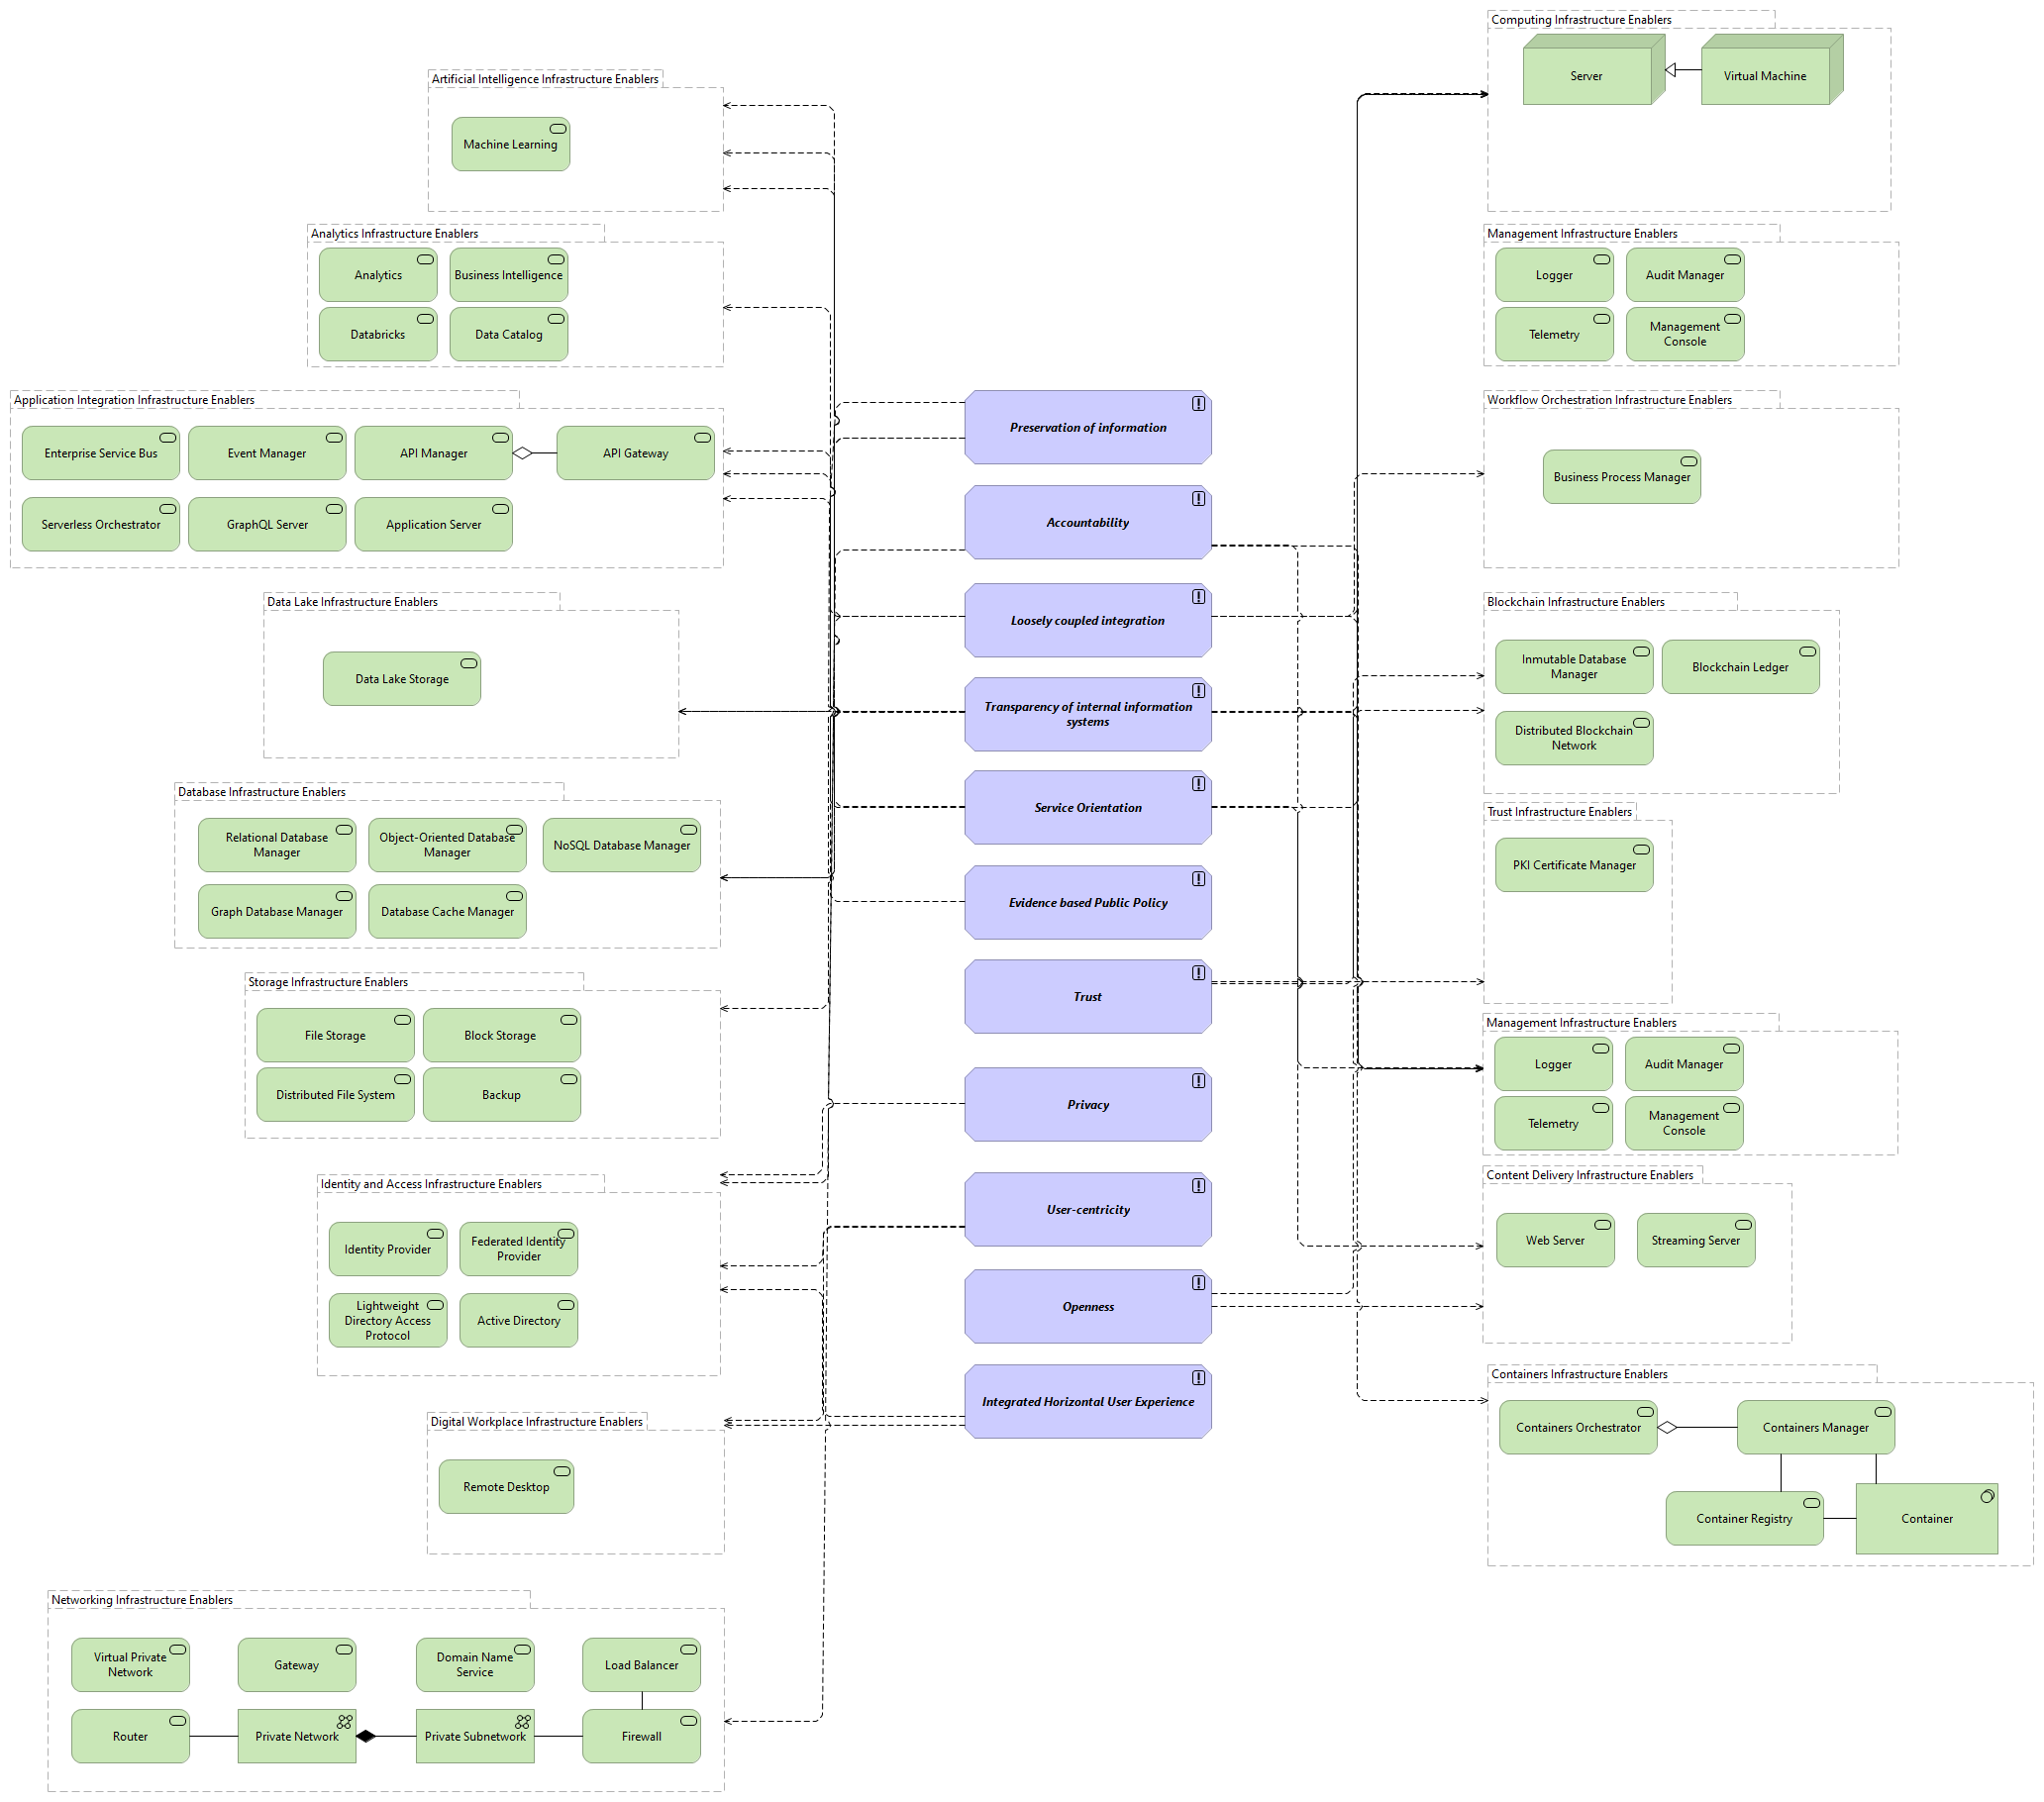 Computing Infrastructure Enablers
Server
Virtual Machine
Artificial Intelligence Infrastructure Enablers
Machine Learning
Analytics Infrastructure Enablers
Analytics
Business Intelligence
Databricks
Data Catalog
Management Infrastructure Enablers
Logger
Audit Manager
Telemetry
Management
Console
Application Integration Infrastructure Enablers
Enterprise Service Bus
Event Manager
API Manager
API Gateway
Serverless Orchestrator
GraphQL Server
Application Server
Preservation of information
Accountability
Loosely coupled integration
Transparency of internal information
systems
Service Orientation
Evidence based Public Policy
Trust
Privacy
User-centricity
Openness
Integrated Horizontal User Experience
Workflow Orchestration Infrastructure Enablers
Business Process Manager
Data Lake Infrastructure Enablers
Data Lake Storage
Blockchain Infrastructure Enablers
Inmutable Database
Manager
Blockchain Ledger
Distributed Blockchain
Network
Database Infrastructure Enablers
Relational Database
Manager
Object-Oriented Database
Manager
NoSQL Database Manager
Graph Database Manager
Database Cache Manager
Trust Infrastructure Enablers
PKI Certificate Manager
Storage Infrastructure Enablers
File Storage
Block Storage
Distributed File System
Backup
Management Infrastructure Enablers
Logger
Audit Manager
Telemetry
Management
Console
Identity and Access Infrastructure Enablers
Identity Provider
Federated Identity
Provider
Lightweight
Directory Access
Protocol
Active Directory
Content Delivery Infrastructure Enablers
Web Server
Streaming Server
Digital Workplace Infrastructure Enablers
Remote Desktop
Containers Infrastructure Enablers
Containers Orchestrator
Containers Manager
Container Registry
Container
Networking Infrastructure Enablers
Virtual Private
Network
Gateway
Domain Name
Service
Load Balancer
Router
Private Network
Private Subnetwork
Firewall